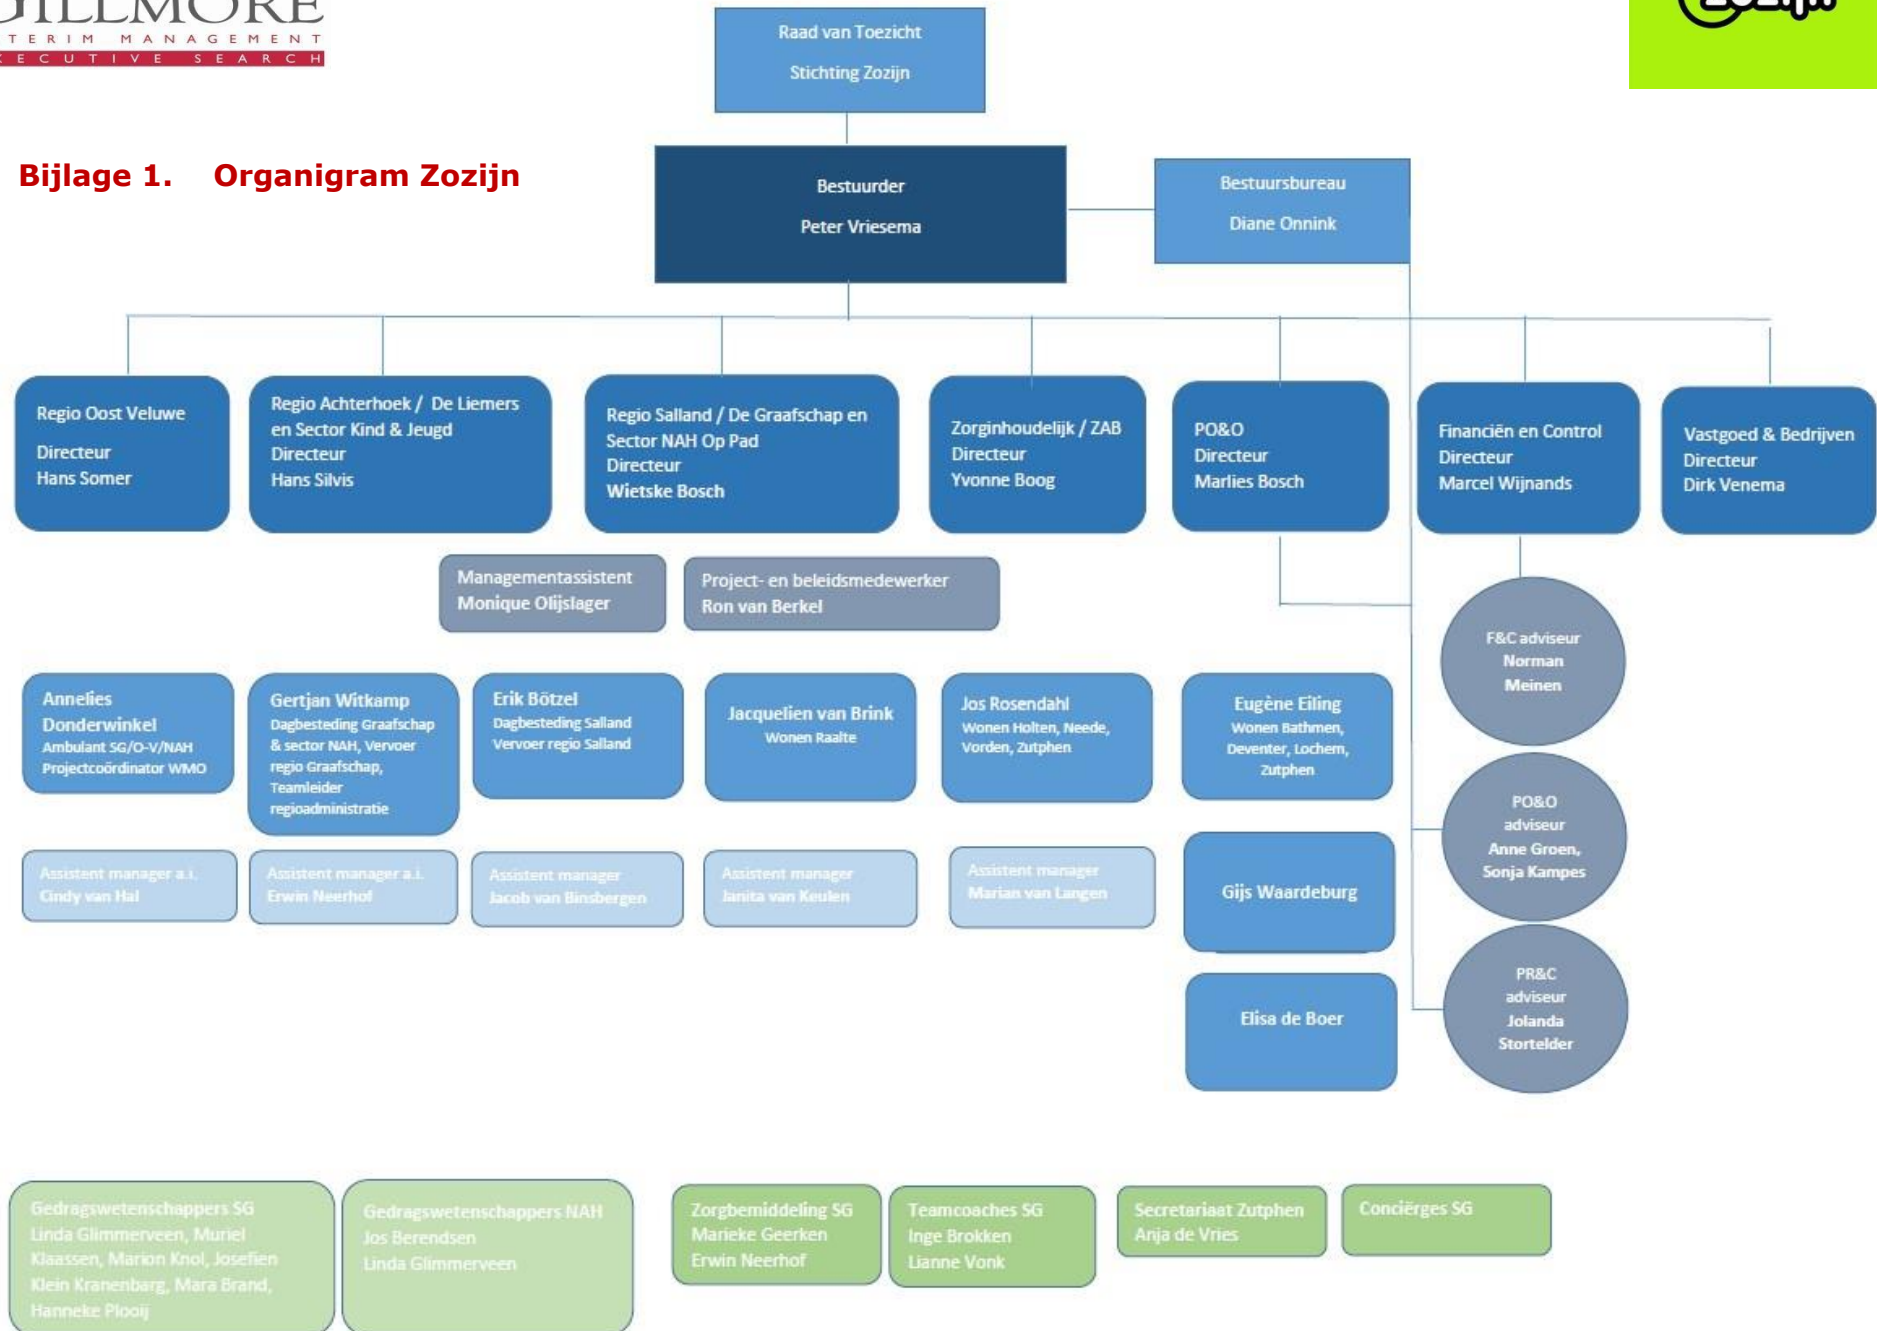 GILLMORE
TERIM MANAGEMENT
ECUTIVE SEARCH
zozijn
Bijlage 1. Organigram Zozijn
Raad van Toezicht
Stichting Zozijn
Bestuurder
Peter Vriesema
Bestuursbureau
Diane Onnink
Regio Oost Veluwe
Directeur
Hans Somer
Regio Achterhoek / De Liemers
en Sector Kind & Jeugd
Directeur
Hans Silvis
Regio Salland / De Graafschap en
Sector NAH Op Pad
Directeur
Wietske Bosch
Zorginhoudelijk / ZAB
Directeur
Yvonne Boog
PO&O
Directeur
Marlies Bosch
Financiën en Control
Directeur
Marcel Wijnands
Vastgoed & Bedrijven
Directeur
Dirk Venema
Managementassistent
Monique Olijslager
Project- en beleidsmedewerker
Ron van Berkel
F&C adviseur
Norman
Meinen
Annelies
Donderwinkel
Ambulant SG/O-V/NAH
Projectcoördinator WMO
Gertjan Witkamp
Dagbesteding Graafschap
& sector NAH, Vervoer
regio Graafschap,
Teamleider
regioadministratie
Erik Bötzel
Dagbesteding Salland
Vervoer regio Salland
Jacquelien van Brink
Wonen Raalte
Jos Rosendahl
Wonen Holten, Neede,
Vorden, Zutphen
Eugène Eiling
Wonen Bathmen,
Deventer, Lochem,
Zutphen
PO&O
adviseur
Anne Groen,
Sonja Kampes
Assistent manager a.i.
Cindy van Hal
Assistent manager a.i.
Erwin Neerhof
Assistent manager
Jacob van Binsbergen
Assistent manager
Janita van Keulen
Assistent manager
Marian van Langen
Gijs Waardeburg
Elisa de Boer
PR&C
adviseur
Jolanda
Stortelder
Gedragswetenschappers SG
Linda Glimmerveen, Muriel
Klaassen, Marion Knol, Josefien
Klein Kranenbarg, Mara Brand,
Hanneke Plooij
Gedragswetenschappers NAH
Jos Berendsen
Linda Glimmerveen
Zorgbemiddeling SG
Marieke Geerken
Erwin Neerhof
Teamcoaches SG
Inge Brokken
Lianne Vonk
Secretariaat Zutphen
Anja de Vries
Conciërges SG